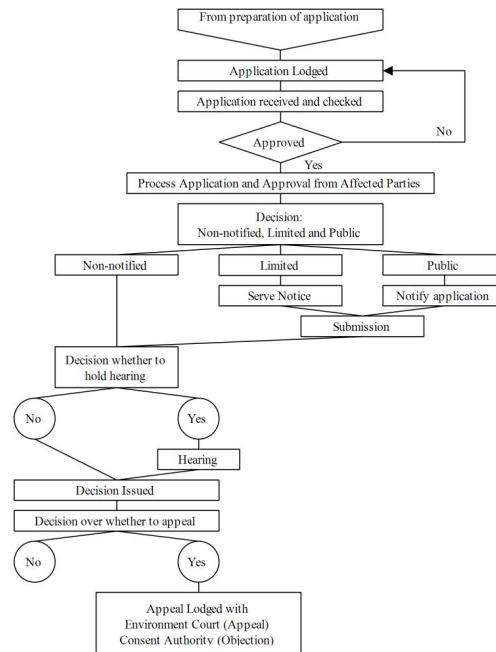 From preparation of application
Application Lodged
Application received and checked
Approved
No
Yes
Process Application and Approval from Affected Parties
Decision:
Non-notified, Limited and Public
Non-notified
Limited
Public
Serve Notice
Notify application
Submission
Decision whether to
hold hearing
No
Yes
Hearing
Decision Issued
Decision over whether to appeal
No
Yes
Appeal Lodged with
Environment Court (Appeal)
Consent Authority (Objection)